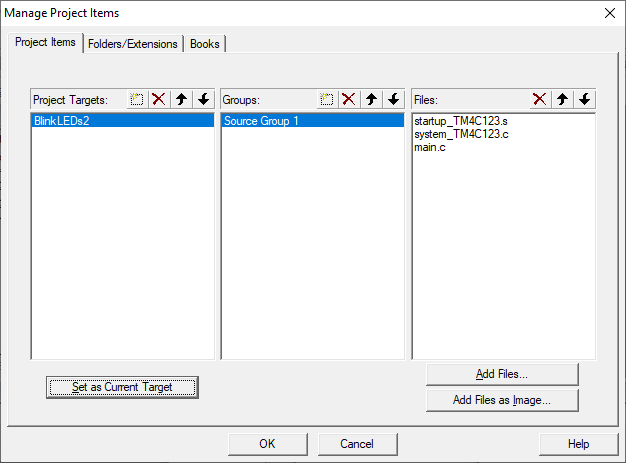 Manage Project Items
Project Items Folders/Extensions Books
Project Targets: Groups: Files:
BlinkLEDs2 Source Group 1 startup_TM4C123.s
system_TM4C123.c
main.c
Set as Current Target
Add Files...
Add Files as Image...
OK Cancel Help